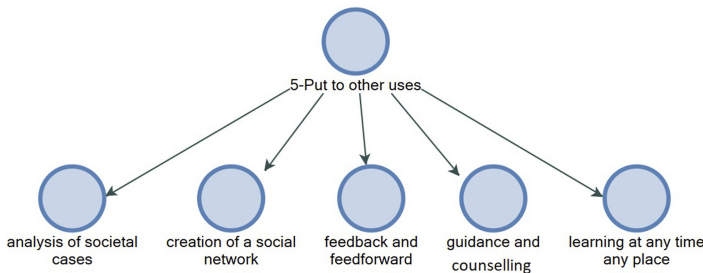 5-Put to other uses
analysis of societal
cases
creation of a social
network
feedback and
feedforward
guidance and
counselling
learning at any time
any place